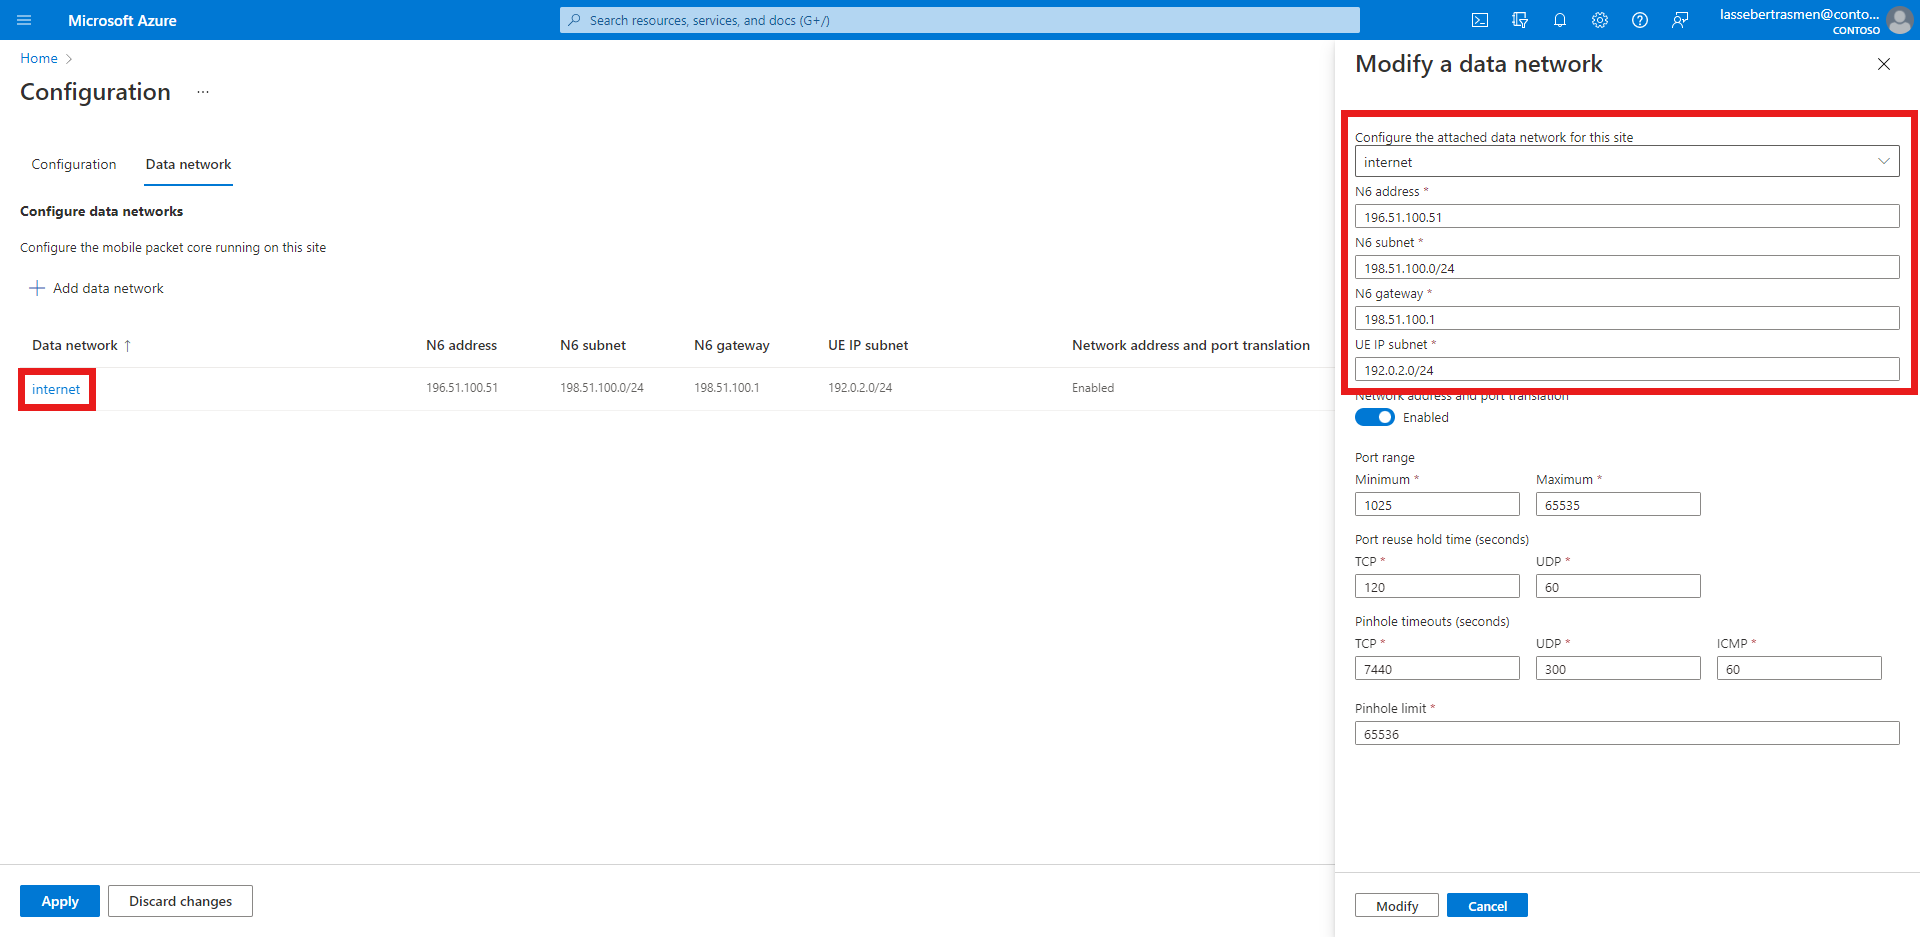 Microsoft Azure
Search resources, services, and docs (G+/)
lassebertrasmen@conto...
CONTOSO
Home
Configuration ...
Configuration Data network
Configure data networks
Configure the mobile packet core running on this site
Add data network
Data network ↑ N6 address N6 subnet N6 gateway UE IP subnet Network address and port translation
internet 196.51.100.51 198.51.100.0/24 198.51.100.1 192.0.2.0/24 Enabled
Apply Discard changes
Modify a data network
Configure the attached data network for this site
internet
N6 address *
196.51.100.51
N6 subnet *
198.51.100.0/24
N6 gateway *
198.51.100.1
UE IP subnet *
192.0.2.0/24
Network address and port translation
Enabled
Port range
Minimum * Maximum *
1025 65535
Port reuse hold time (seconds)
TCP * UDP *
120 60
Pinhole timeouts (seconds)
TCP * UDP * ICMP *
7440 300 60
Pinhole limit *
65536
Modify Cancel